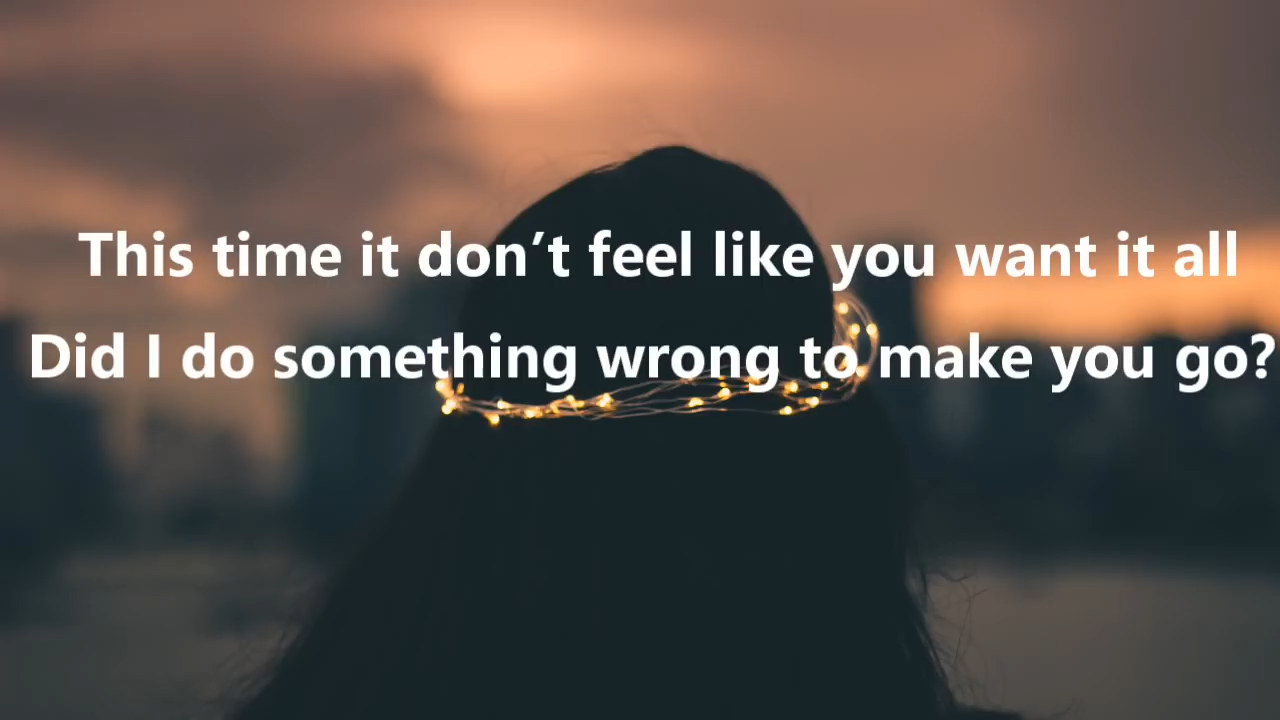 This time it don’t feel like you want it all
Did I do something wrong to make you go?